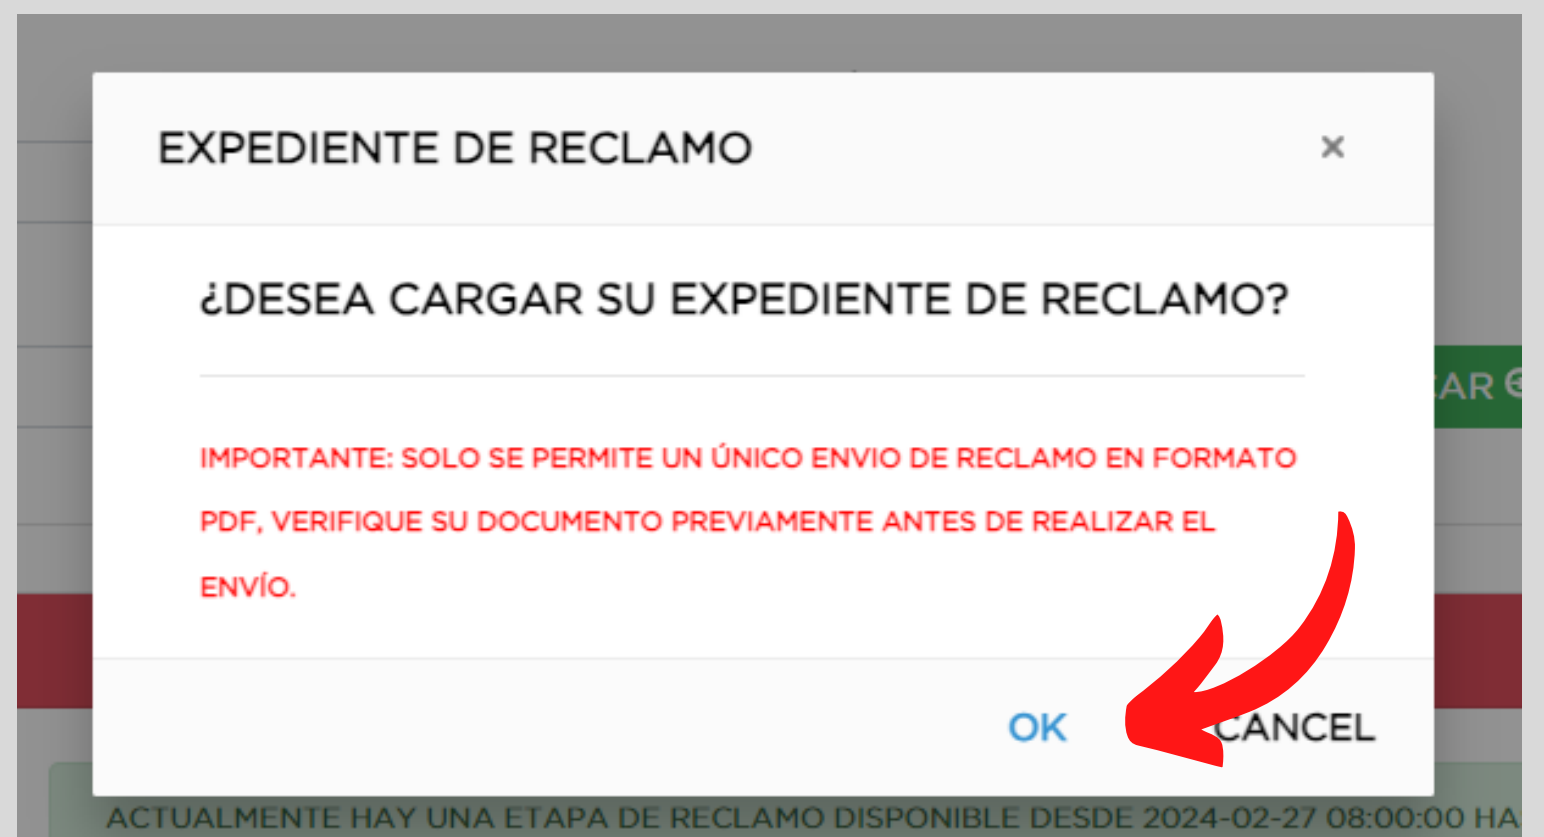 EXPEDIENTE DE RECLAMO
×
¿DESEA CARGAR SU EXPEDIENTE DE RECLAMO?
IMPORTANTE: SOLO SE PERMITE UN ÚNICO ENVIO DE RECLAMO EN FORMATO
PDF, VERIFIQUE SU DOCUMENTO PREVIAMENTE ANTES DE REALIZAR EL
ENVÍO.
OK CANCEL
ACTUALMENTE HAY UNA ETAPA DE RECLAMO DISPONIBLE DESDE 2024-02-27 08:00:00